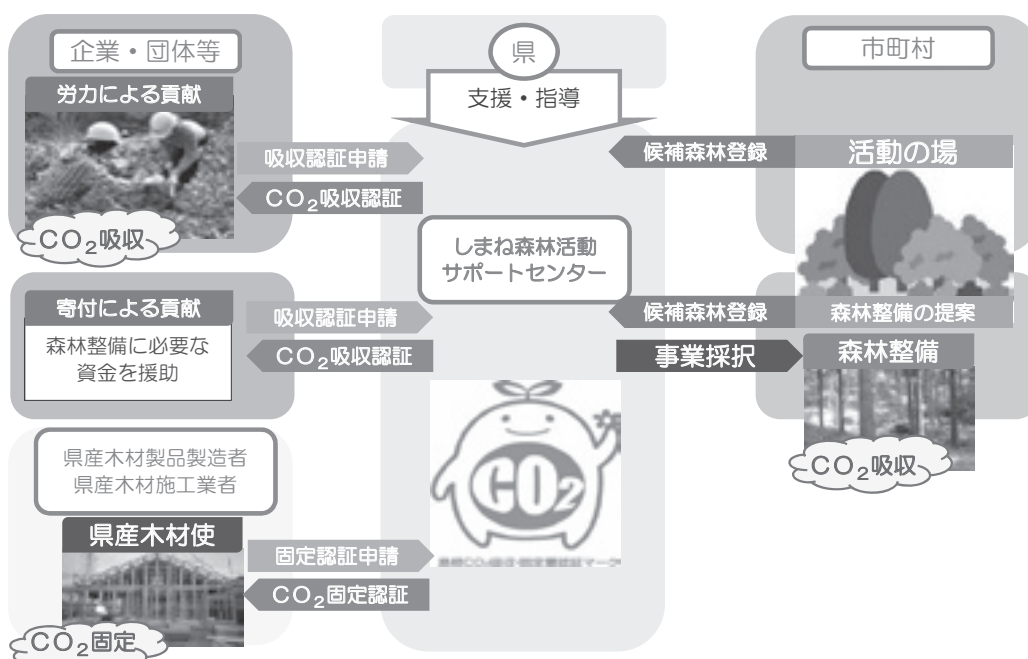 企業・団体等
労力による貢献
CO₂吸収
吸収認証申請
CO₂吸収認証
県
支援・指導
市町村
候補森林登録
活動の場
しまね森林活動
サポートセンター
寄付による貢献
森林整備に必要な
資金を援助
吸収認証申請
CO₂吸収認証
候補森林登録
森林整備の提案
事業採択
森林整備
CO₂吸収
県産木材製品製造者
県産木材施工業者
県産木材使
CO₂固定
固定認証申請
CO₂固定認証
CO₂